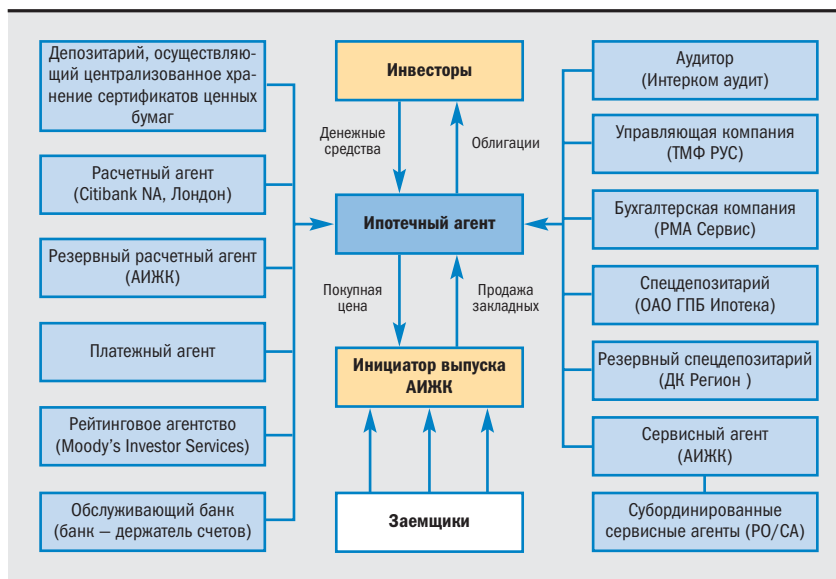 Депозитарий, осуществляю-
щий централизованное хра-
нение сертификатов ценных
бумаг
Расчетный агент
(Citibank NA, Лондон)
Резервный расчетный агент
(АИЖК)
Платежный агент
Рейтинговое агентство
(Moody's Investor Services)
Обслуживающий банк
(банк — держатель счетов)
Инвесторы
Денежные
средства
Облигации
Ипотечный агент
Покупная
цена
Продажа
закладных
Инициатор выпуска
АИЖК
Заемщики
Аудитор
(Интерком аудит)
Управляющая компания
(ТМФ РУС)
Бухгалтерская компания
(РМА Сервис)
Спецдепозитарий
(ОАО ГПБ Ипотека)
Резервный спецдепозитарий
(ДК Регион )
Сервисный агент
(АИЖК)
Субординированные
сервисные агенты (РО/СА)